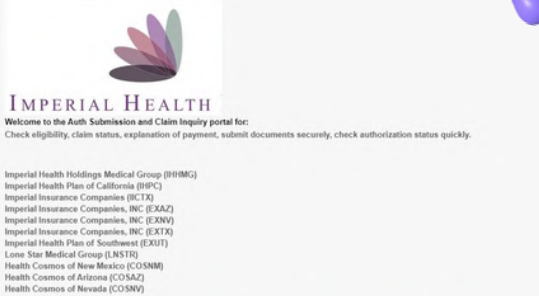 IMPERIAL HEALTH
Welcome to the Auth Submission and Claim Inquiry portal for:
Check eligibility, claim status, explanation of payment, submit documents securely, check authorization status quickly.
Imperial Health Holdings Medical Group (IHHMG)
Imperial Health Plan of California (IHPC)
Imperial Insurance Companies (IICTX)
Imperial Insurance Companies, INC (EXAZ)
Imperial Insurance Companies, INC (EXNV)
Imperial Insurance Companies, INC (EXTX)
Imperial Health Plan of Southwest (EXUT)
Lone Star Medical Group (LNSTR)
Health Cosmos of New Mexico (COSNM)
Health Cosmos of Arizona (COSAZ)
Health Cosmos of Nevada (COSNV)